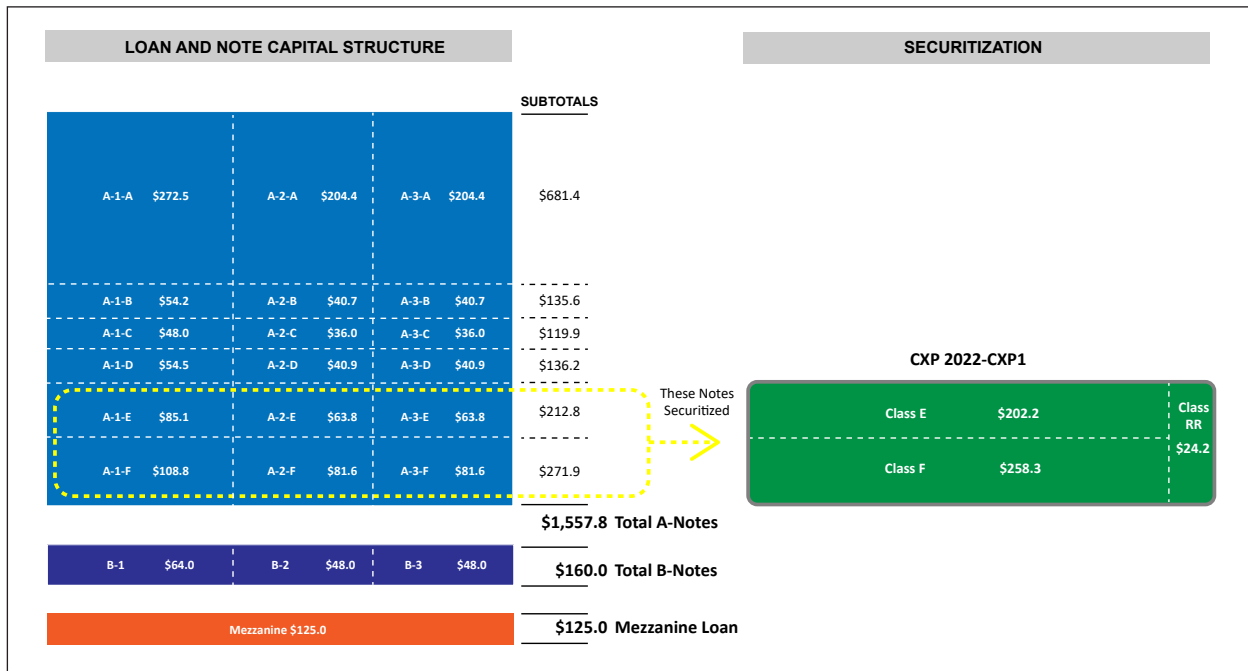 LOAN AND NOTE CAPITAL STRUCTURE
SECURITIZATION
SUBTOTALS
A-1-A $272.5 A-2-A $204.4 A-3-A $204.4 $681.4
A-1-B $54.2 A-2-B $40.7 A-3-B $40.7 $135.6
A-1-C $48.0 A-2-C $36.0 A-3-C $36.0 $119.9
A-1-D $54.5 A-2-D $40.9 A-3-D $40.9 $136.2
A-1-E $85.1 A-2-E $63.8 A-3-E $63.8 $212.8
A-1-F $108.8 A-2-F $81.6 A-3-F $81.6 $271.9
These Notes
Securitized
CXP 2022-CXP1
Class E $202.2
Class F $258.3
Class
RR
$24.2
$1,557.8 Total A-Notes
B-1 $64.0 B-2 $48.0 B-3 $48.0 $160.0 Total B-Notes
Mezzanine $125.0 $125.0 Mezzanine Loan